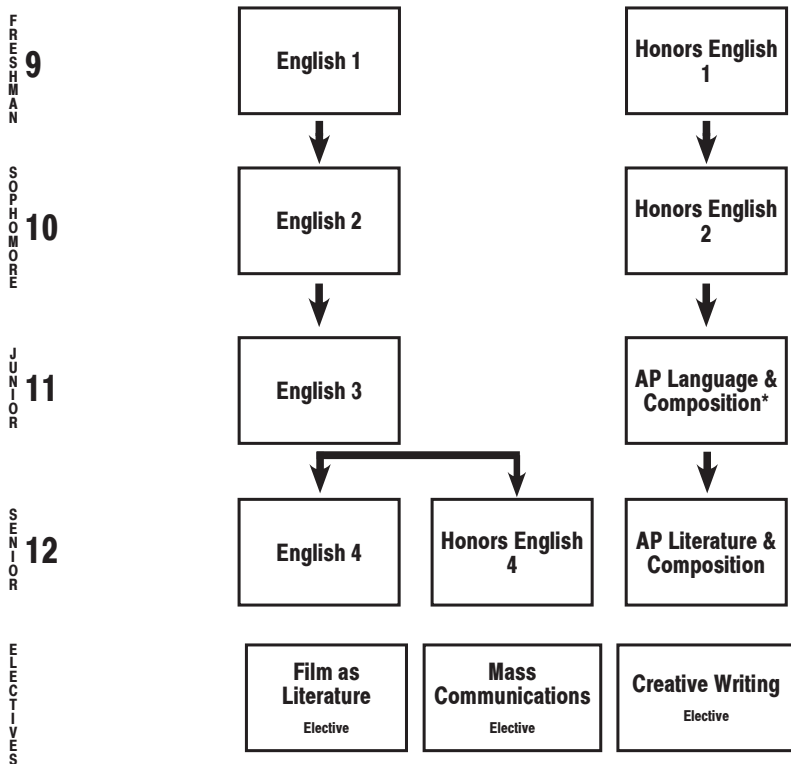 FRESHMAN
9
English 1
Honors English
1
SOPHOMORE
10
English 2
Honors English
2
JUNIOR
11
English 3
AP Language &
Composition*
SENIOR
12
English 4
Honors English
4
AP Literature &
Composition
ELECTIVES
Film as
Literature
Elective
Mass
Communications
Elective
Creative Writing
Elective